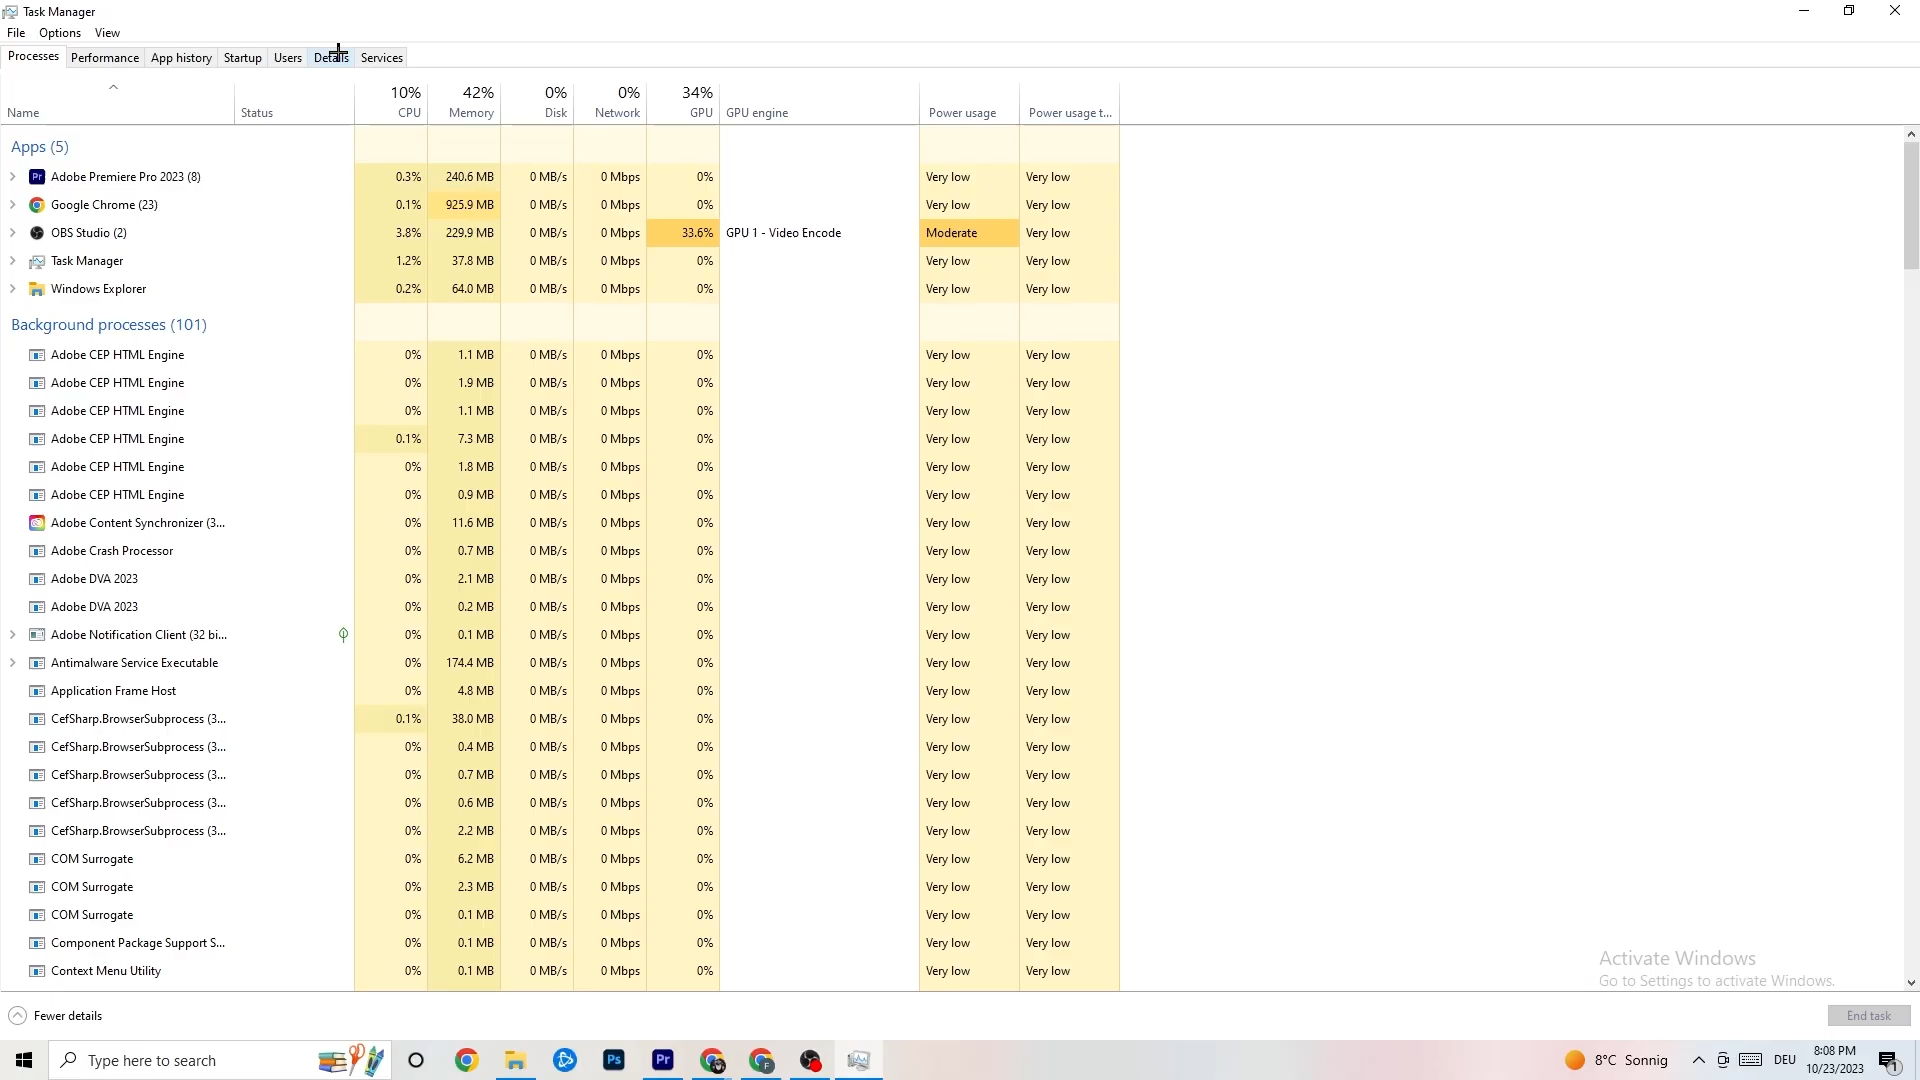 Task Manager
File Options View
Processes Performance App history Startup Users Details Services
10% 42% 0% 0% 34%
Name Status CPU Memory Disk Network GPU GPU engine Power usage Power usage t...
Apps (5)
Adobe Premiere Pro 2023 (8) 0.3% 240.6 MB 0 MB/s 0 Mbps 0% Very low Very low
Google Chrome (23) 0.1% 925.9 MB 0 MB/s 0 Mbps 0% Very low Very low
OBS Studio (2) 3.8% 229.9 MB 0 MB/s 0 Mbps 33.6% GPU 1 - Video Encode Moderate Very low
Task Manager 1.2% 37.8 MB 0 MB/s 0 Mbps 0% Very low Very low
Windows Explorer 0.2% 64.0 MB 0 MB/s 0 Mbps 0% Very low Very low
Background processes (101)
Adobe CEP HTML Engine 0% 1.1 MB 0 MB/s 0 Mbps 0% Very low Very low
Adobe CEP HTML Engine 0% 1.9 MB 0 MB/s 0 Mbps 0% Very low Very low
Adobe CEP HTML Engine 0% 1.1 MB 0 MB/s 0 Mbps 0% Very low Very low
Adobe CEP HTML Engine 0.1% 7.3 MB 0 MB/s 0 Mbps 0% Very low Very low
Adobe CEP HTML Engine 0% 1.8 MB 0 MB/s 0 Mbps 0% Very low Very low
Adobe CEP HTML Engine 0% 0.9 MB 0 MB/s 0 Mbps 0% Very low Very low
Adobe Content Synchronizer (3... 0% 11.6 MB 0 MB/s 0 Mbps 0% Very low Very low
Adobe Crash Processor 0% 0.7 MB 0 MB/s 0 Mbps 0% Very low Very low
Adobe DVA 2023 0% 2.1 MB 0 MB/s 0 Mbps 0% Very low Very low
Adobe DVA 2023 0% 0.2 MB 0 MB/s 0 Mbps 0% Very low Very low
Adobe Notification Client (32 bi... 0% 0.1 MB 0 MB/s 0 Mbps 0% Very low Very low
Antimalware Service Executable 0% 174.4 MB 0 MB/s 0 Mbps 0% Very low Very low
Application Frame Host 0% 4.8 MB 0 MB/s 0 Mbps 0% Very low Very low
CefSharp.BrowserSubprocess (3... 0.1% 38.0 MB 0 MB/s 0 Mbps 0% Very low Very low
CefSharp.BrowserSubprocess (3... 0% 0.4 MB 0 MB/s 0 Mbps 0% Very low Very low
CefSharp.BrowserSubprocess (3... 0% 0.7 MB 0 MB/s 0 Mbps 0% Very low Very low
CefSharp.BrowserSubprocess (3... 0% 0.6 MB 0 MB/s 0 Mbps 0% Very low Very low
CefSharp.BrowserSubprocess (3... 0% 2.2 MB 0 MB/s 0 Mbps 0% Very low Very low
COM Surrogate 0% 6.2 MB 0 MB/s 0 Mbps 0% Very low Very low
COM Surrogate 0% 2.3 MB 0 MB/s 0 Mbps 0% Very low Very low
COM Surrogate 0% 0.1 MB 0 MB/s 0 Mbps 0% Very low Very low
Component Package Support S... 0% 0.1 MB 0 MB/s 0 Mbps 0% Very low Very low
Context Menu Utility 0% 0.1 MB 0 MB/s 0 Mbps 0% Very low Very low
Activate Windows
Go to Settings to activate Windows.
Fewer details End task
Type here to search Ps Pr F 8°C Sonnig DEU 8:08 PM
10/23/2023 1